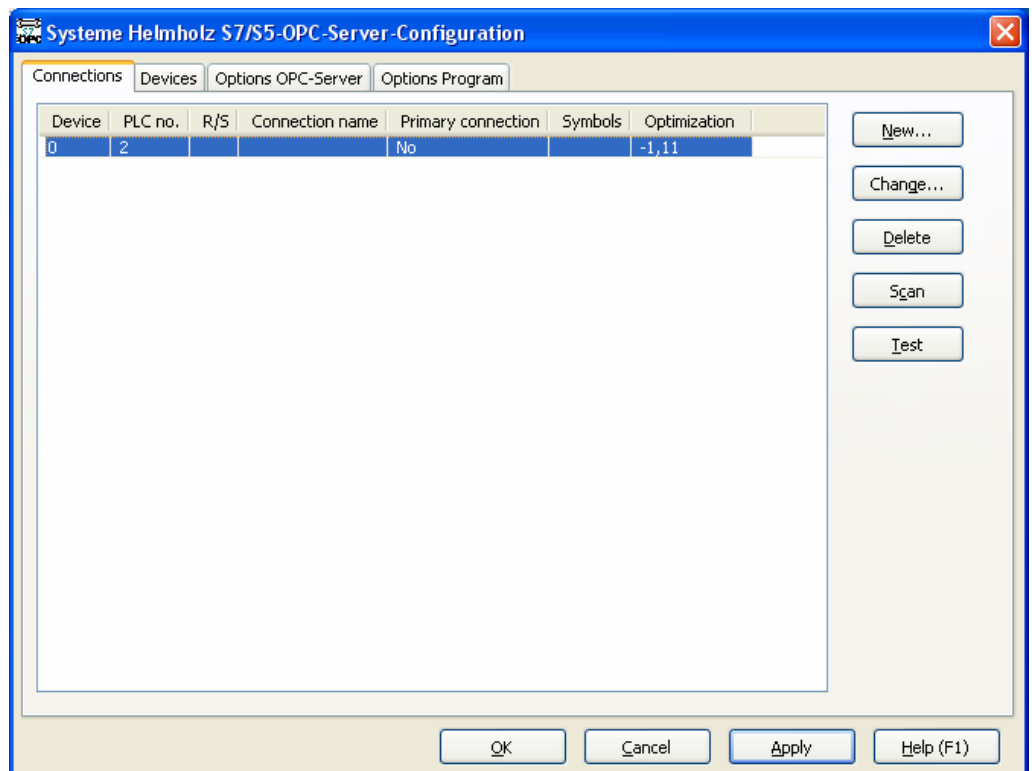 S7 OPC Systeme Helmholz S7/S5-OPC-Server-Configuration
Connections Devices Options OPC-Server Options Program
Device PLC no. R/S Connection name Primary connection Symbols Optimization
0 2 No -1,11
New...
Change...
Delete
Scan
Test
OK Cancel Apply Help (F1)